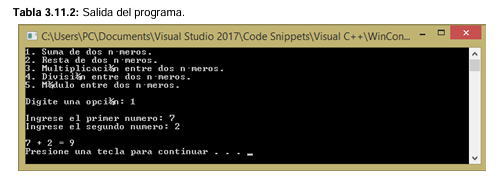 Tabla 3.11.2: Salida del programa.
C:\Users\PC\Documents\Visual Studio 2017\Code Snippets\Visual C++\WinCon...
1. Suma de dos n·meros.
2. Resta de dos n·meros.
3. Multiplicaci¾n entre dos n·meros.
4. Divisi¾n entre dos n·meros.
5. M¾dulo entre dos n·meros.
Digite una opci¾n: 1
Ingrese el primer numero: 7
Ingrese el segundo numero: 2
7 + 2 = 9
Presione una tecla para continuar . . . _